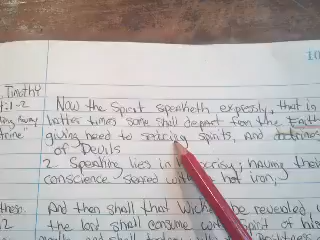 Timothy
4:1-2
Now the Spirit speaketh expressly, that in
latter times some shall depart from the Faith
giving heed to seducing spirits, and doctrines
of Devils
2. Speaking lies in hypocrisy; having their
conscience seared with a hot iron;
And then shall that Wicked be revealed
the lord shall consume with spirit of his